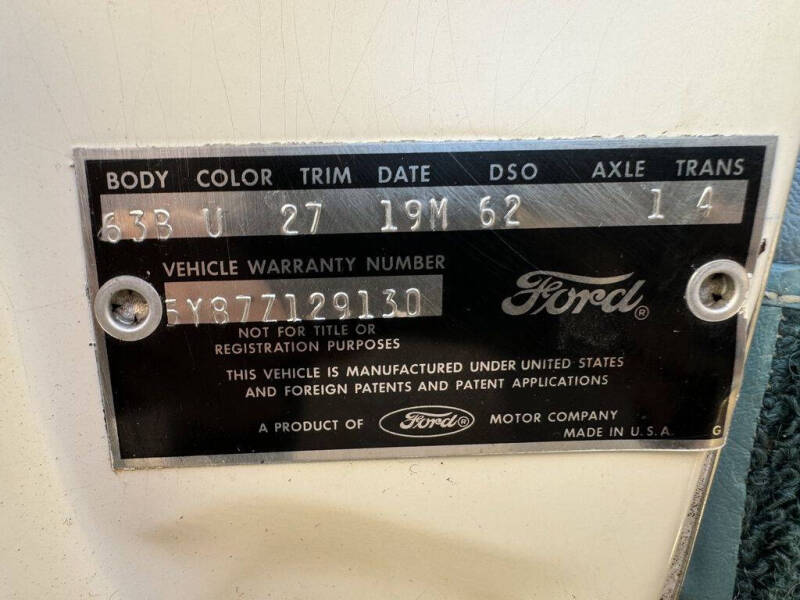 BODY COLOR TRIM DATE DSO AXLE TRANS
63B U 27 19M 62 1 4
VEHICLE WARRANTY NUMBER
5Y87Z129130
Ford®
NOT FOR TITLE OR
REGISTRATION PURPOSES
THIS VEHICLE IS MANUFACTURED UNDER UNITED STATES
AND FOREIGN PATENTS AND PATENT APPLICATIONS
A PRODUCT OF Ford® MOTOR COMPANY
MADE IN U.S.A. G